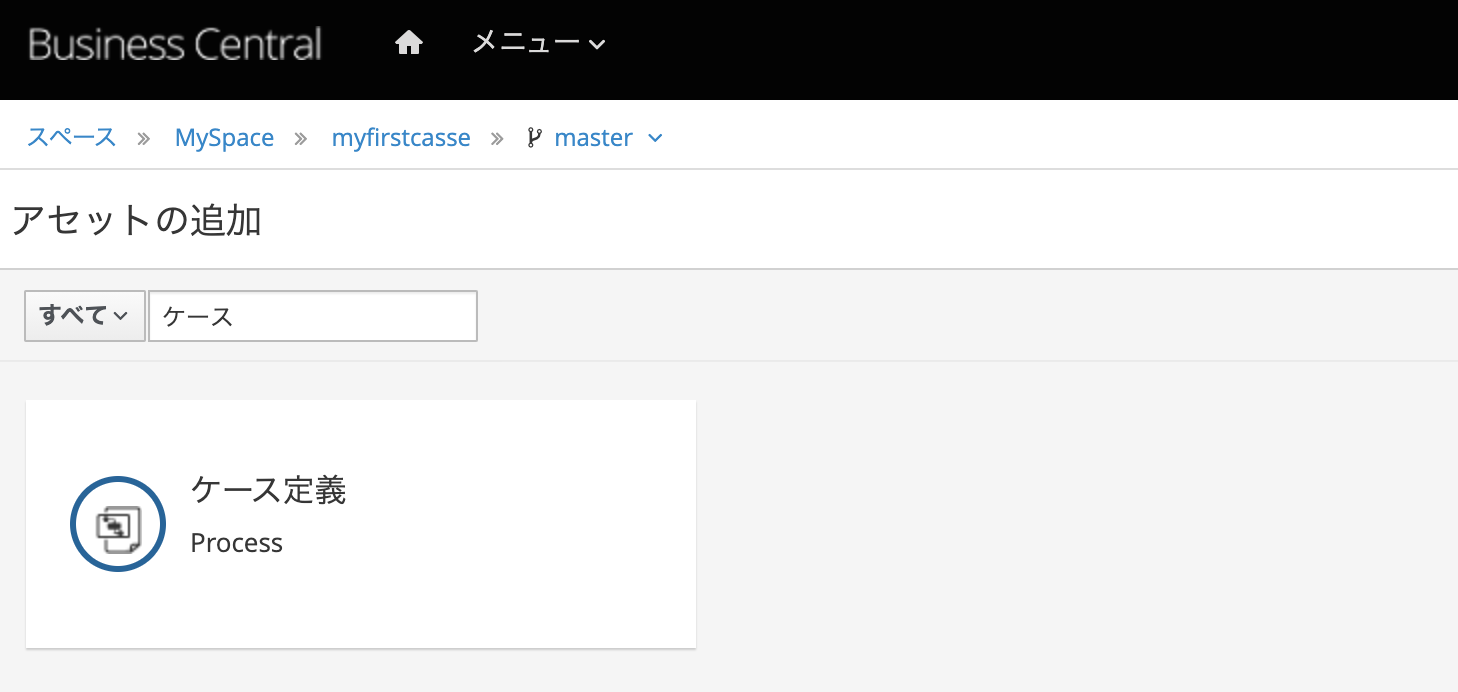 Business Central メニュー
スペース » MySpace » myfirstcasse » master
アセットの追加
すべて ケース
ケース定義
Process